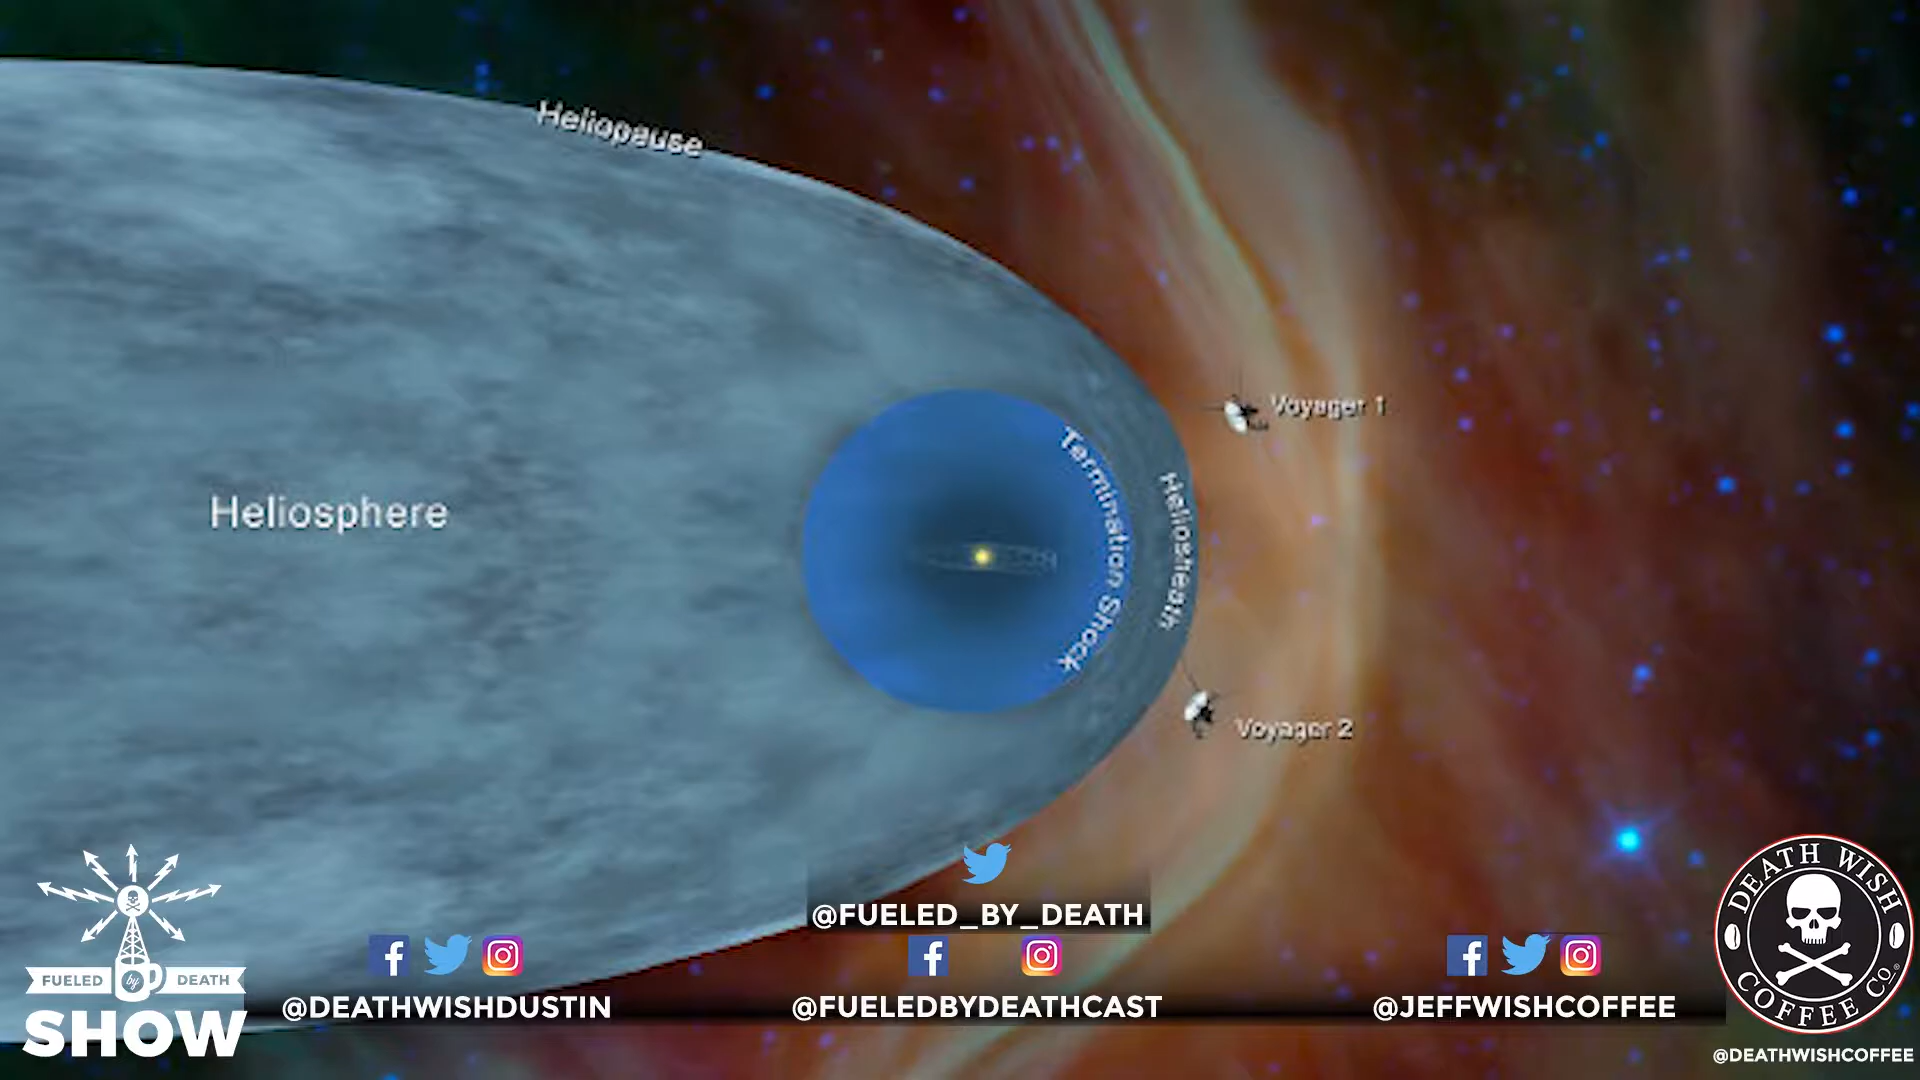 Heliopause
Voyager 1
Termination Shock
Heliosheath
Heliosphere
Voyager 2
@FUELED_BY_DEATH
FUELED by DEATH
SHOW
@DEATHWISHDUSTIN
@FUELEDBYDEATHCAST
@JEFFWISHCOFFEE
DEATH WISH
COFFEE CO.
@DEATHWISHCOFFEE